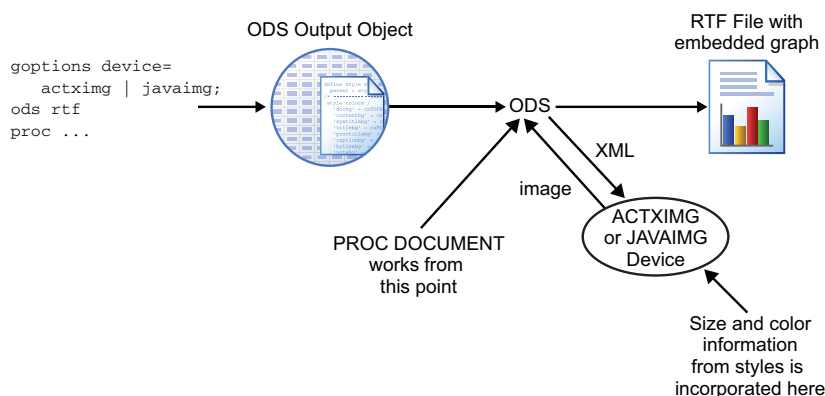 ODS Output Object
RTF File with
embedded graph
goptions device=
actximg | javaimg;
ods rtf
proc ...
ODS
XML
image
ACTXIMG
or JAVAIMG
Device
PROC DOCUMENT
works from
this point
Size and color
information
from styles is
incorporated here